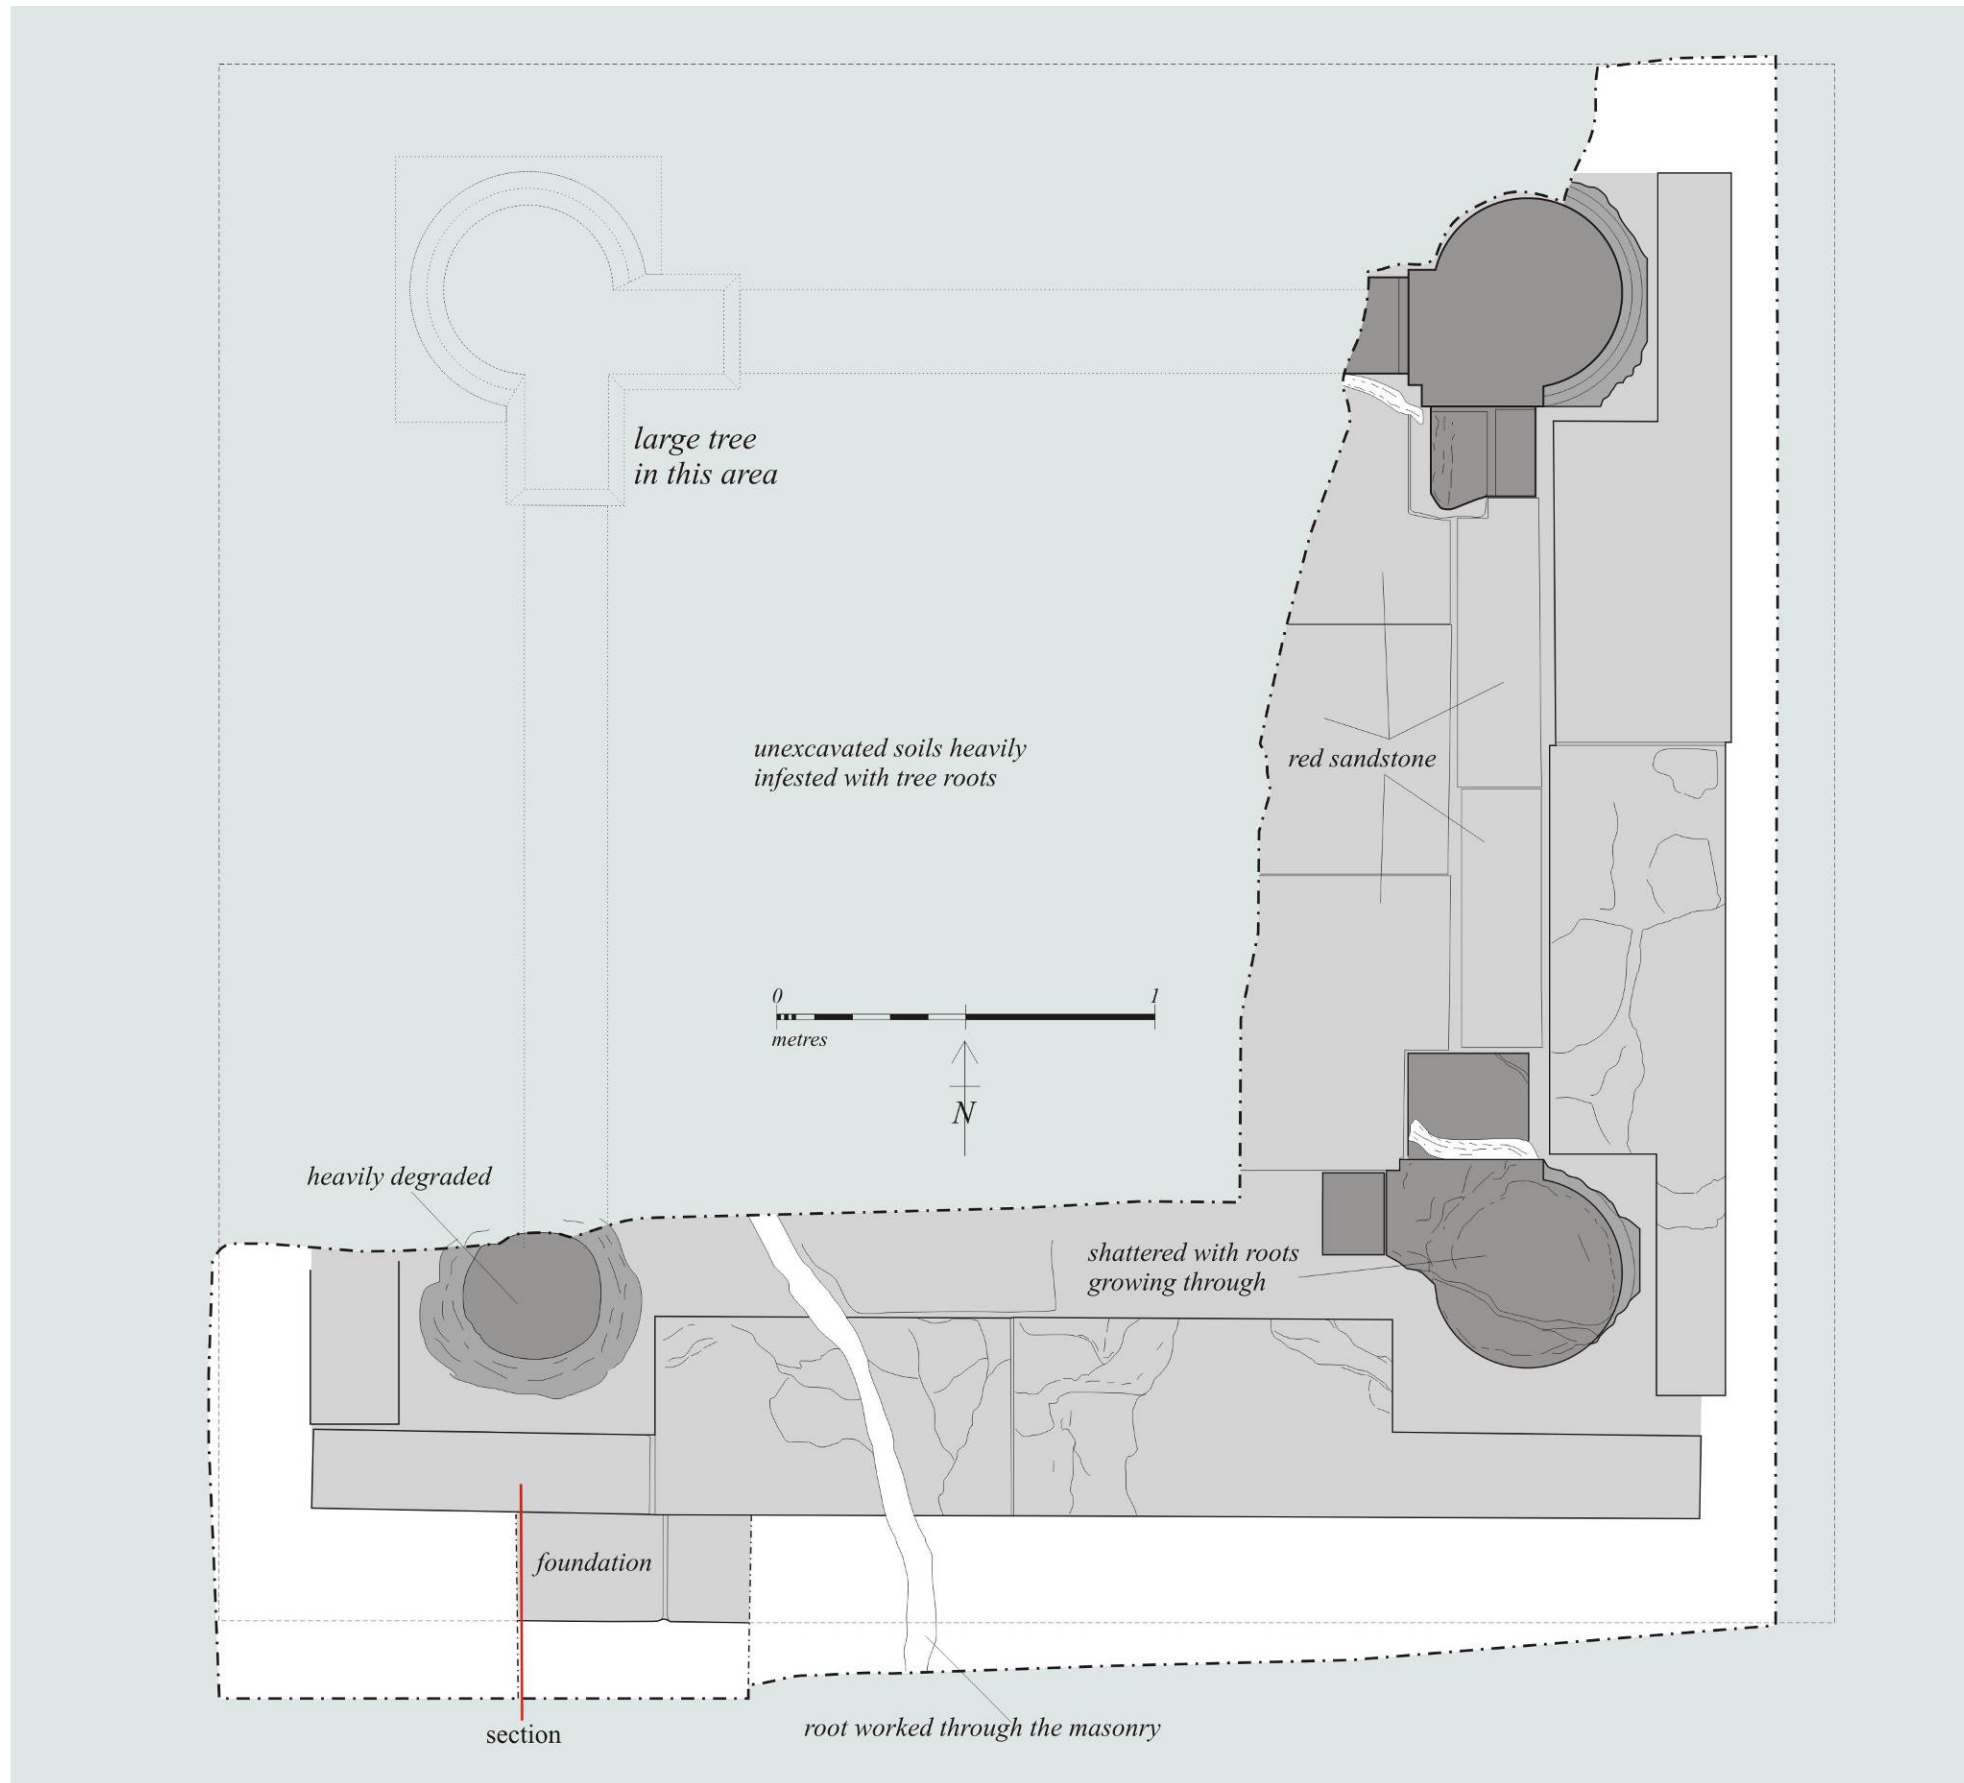 large tree
in this area
unexcavated soils heavily
infested with tree roots
red sandstone
0 1
metres
N
heavily degraded
shattered with roots
growing through
foundation
section
root worked through the masonry